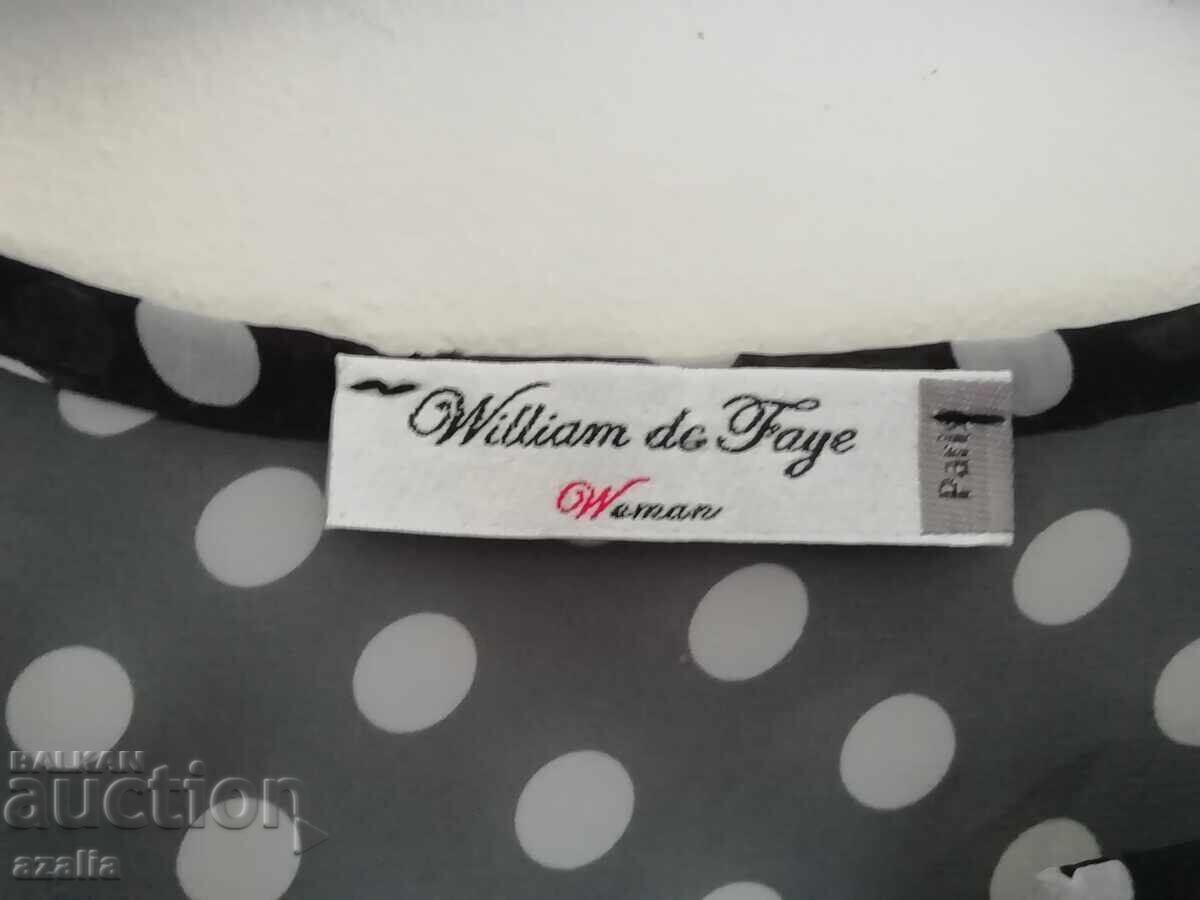 William de Faye
Woman
Paris
BALKAN
auction
azalia